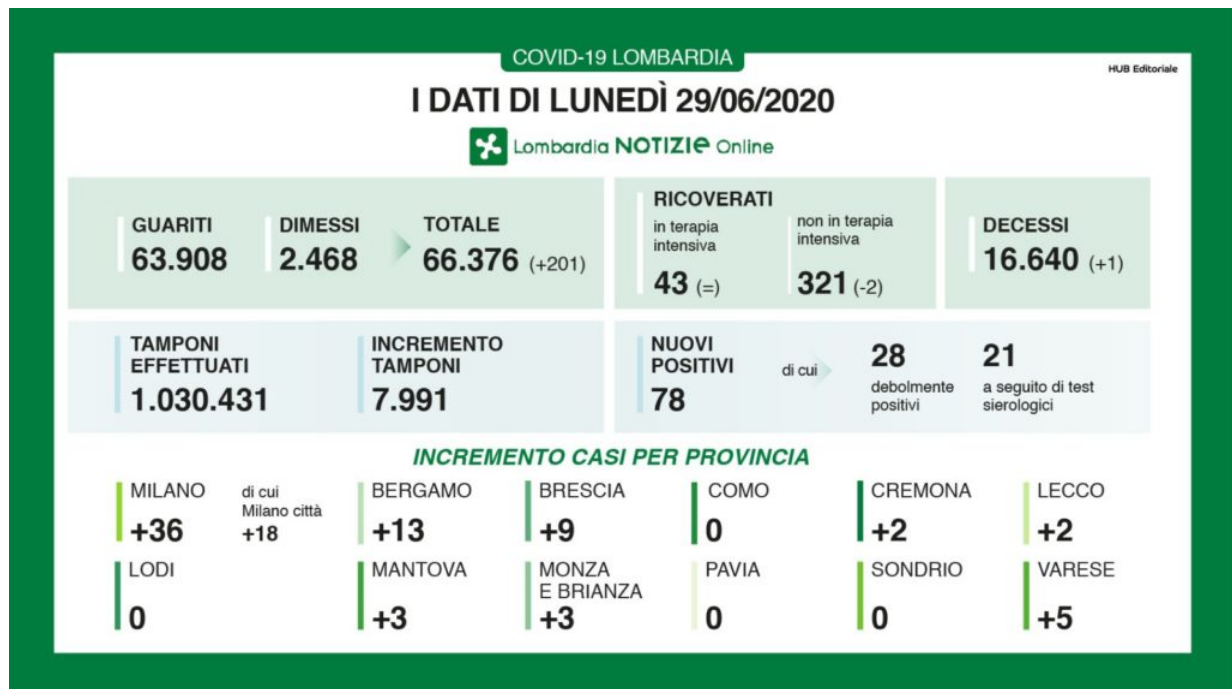 COVID-19 LOMBARDIA
HUB Editoriale
I DATI DI LUNEDÌ 29/06/2020
Lombardia NOTIZIE Online
GUARITI
63.908
DIMESSI
2.468
TOTALE
66.376 (+201)
RICOVERATI
in terapia
intensiva
43 (=)
non in terapia
intensiva
321 (-2)
DECESSI
16.640 (+1)
TAMPONI
EFFETTUATI
1.030.431
INCREMENTO
TAMPONI
7.991
NUOVI
POSITIVI
78
di cui
28
debolmente
positivi
21
a seguito di test
sierologici
INCREMENTO CASI PER PROVINCIA
MILANO
+36
di cui
Milano città
+18
BERGAMO
+13
BRESCIA
+9
COMO
0
CREMONA
+2
LECCO
+2
LODI
0
MANTOVA
+3
MONZA
E BRIANZA
+3
PAVIA
0
SONDRIO
0
VARESE
+5